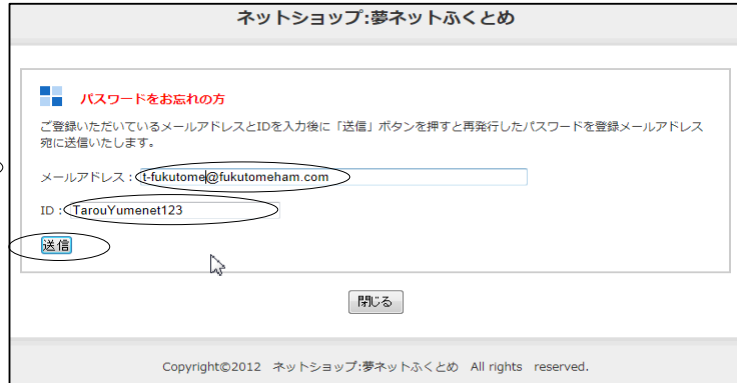 ネットショップ:夢ネットふくとめ
パスワードをお忘れの方
ご登録いただいているメールアドレスとIDを入力後に「送信」ボタンを押すと再発行したパスワードを登録メールアドレス
宛に送信いたします。
メールアドレス：t-fukutome@fukutomeham.com
ID：TarouYumenet123
送信
閉じる
Copyright©2012 ネットショップ:夢ネットふくとめ All rights reserved.